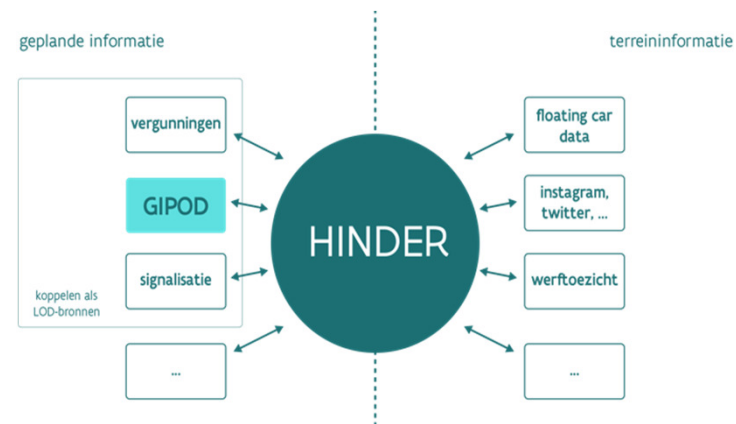 geplande informatie
terreininformatie
vergunningen
GIPOD
signalisatie
koppelen als
LOD-bronnen
...
HINDER
floating car
data
instagram,
twitter, ...
werftoezicht
...